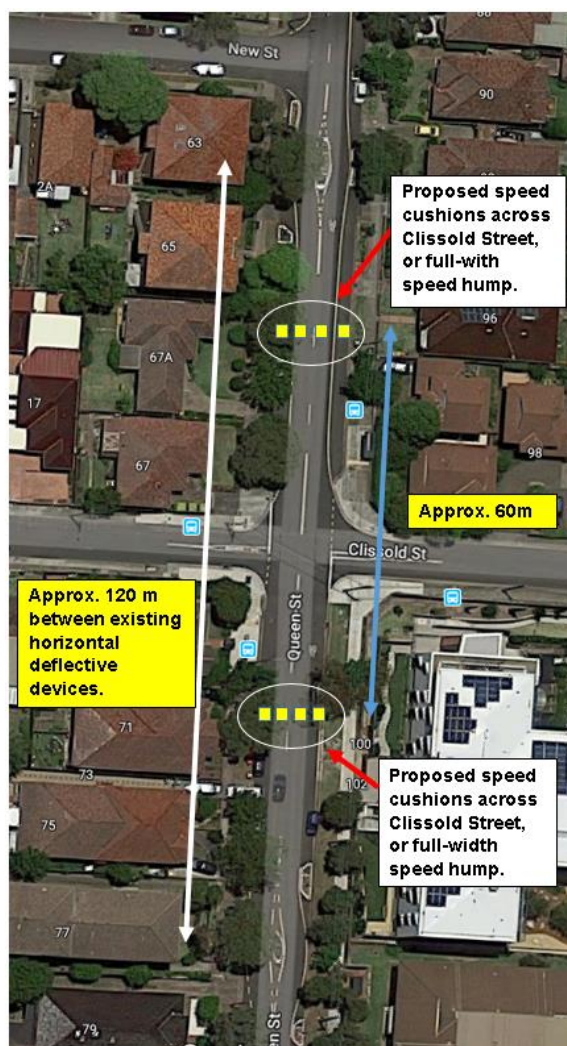 New St
90
63
2A
Proposed speed
cushions across
Clissold Street,
or full-with
speed hump.
65
96
67A
17
98
67
Approx. 60m
Clissold St
Approx. 120 m
between existing
horizontal
deflective
devices.
Queen St
71
100
73
102
Proposed speed
cushions across
Clissold Street,
or full-width
speed hump.
75
77
79
en St